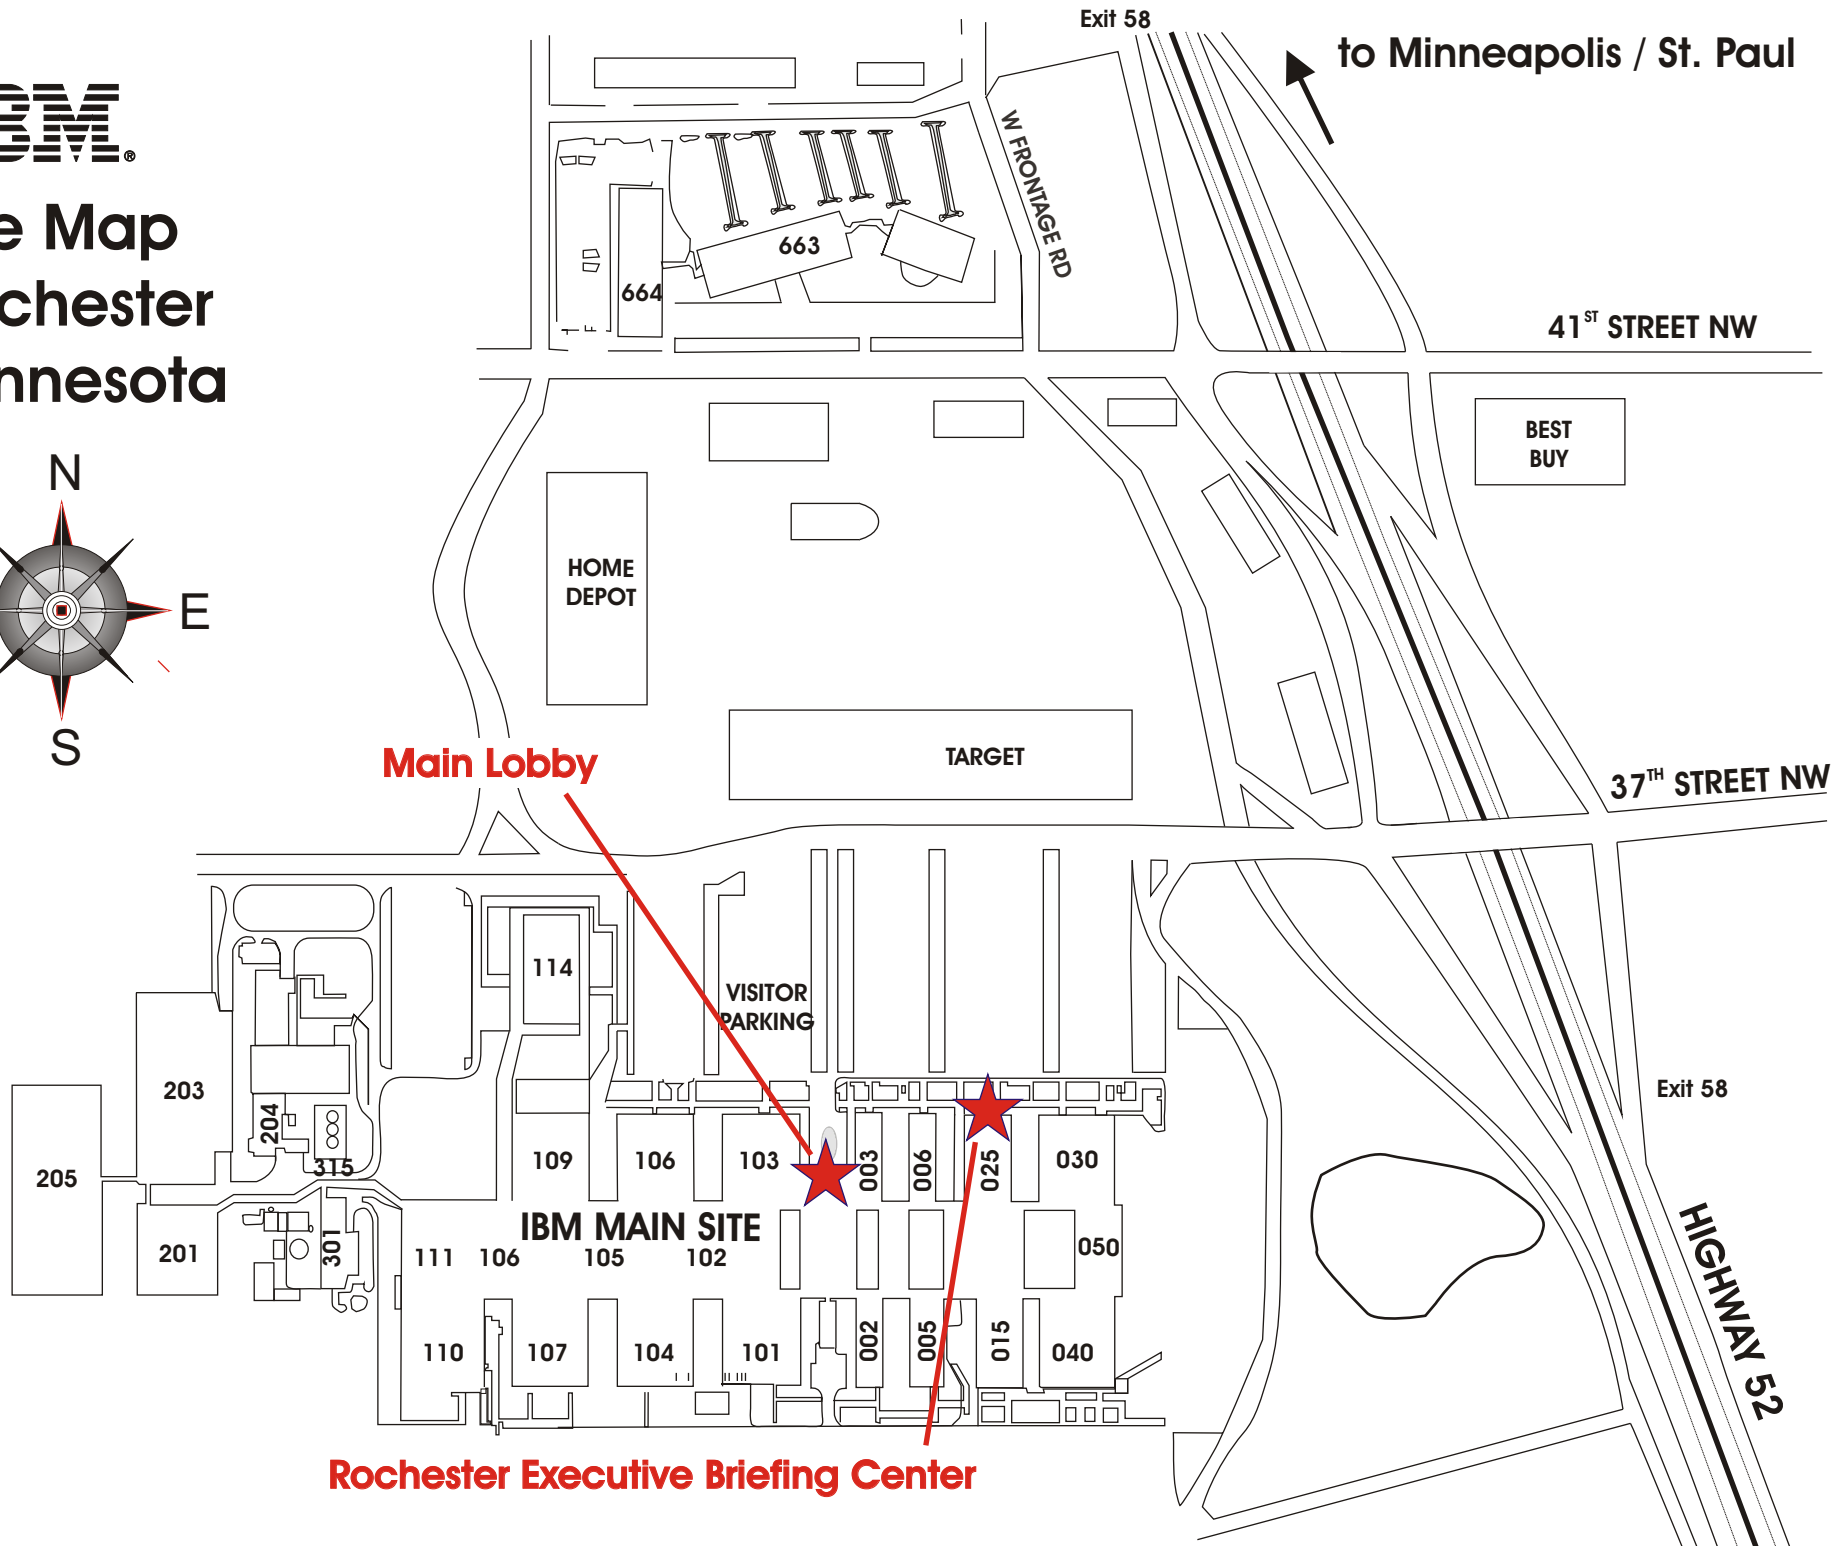 Exit 58
to Minneapolis / St. Paul
BM®
e Map
chester
nnesota
W FRONTAGE RD
663
664
41ST STREET NW
BEST
BUY
N
E
S
HOME
DEPOT
TARGET
Main Lobby
37TH STREET NW
114
VISITOR
PARKING
203
204
205
315
109
106
103
003
006
025
030
Exit 58
IBM MAIN SITE
201
301
111
106
105
102
050
HIGHWAY 52
110
107
104
101
002
005
015
040
Rochester Executive Briefing Center